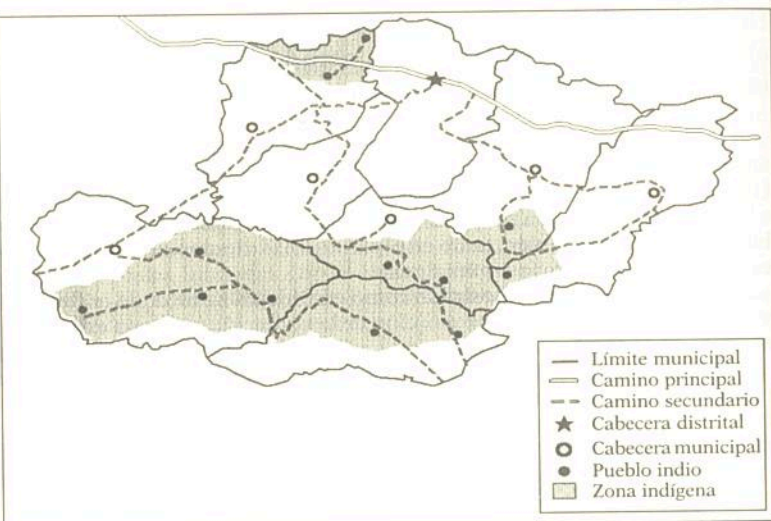 Límite municipal
Camino principal
Camino secundario
Cabecera distrital
Cabecera municipal
Pueblo indio
Zona indígena